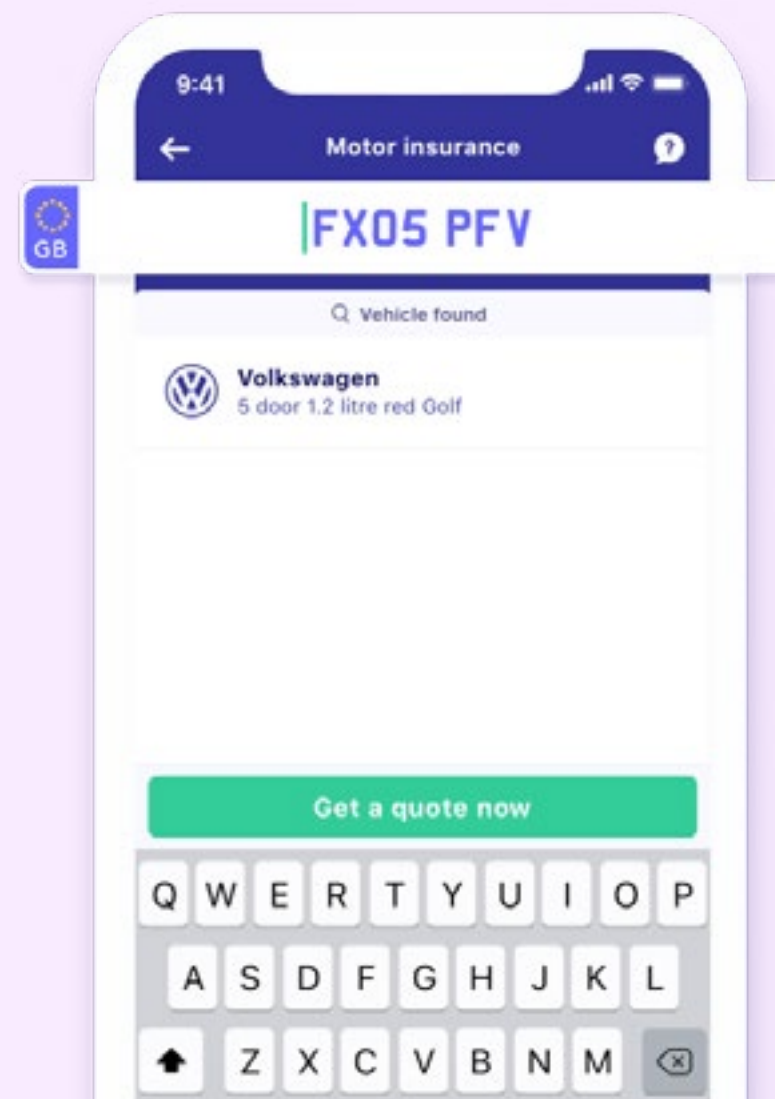 9:41
Motor insurance
?
GB
FX05 PFV
Vehicle found
Volkswagen
5 door 1.2 litre red Golf
Get a quote now
Q W E R T Y U I O P
A S D F G H J K L
Z X C V B N M